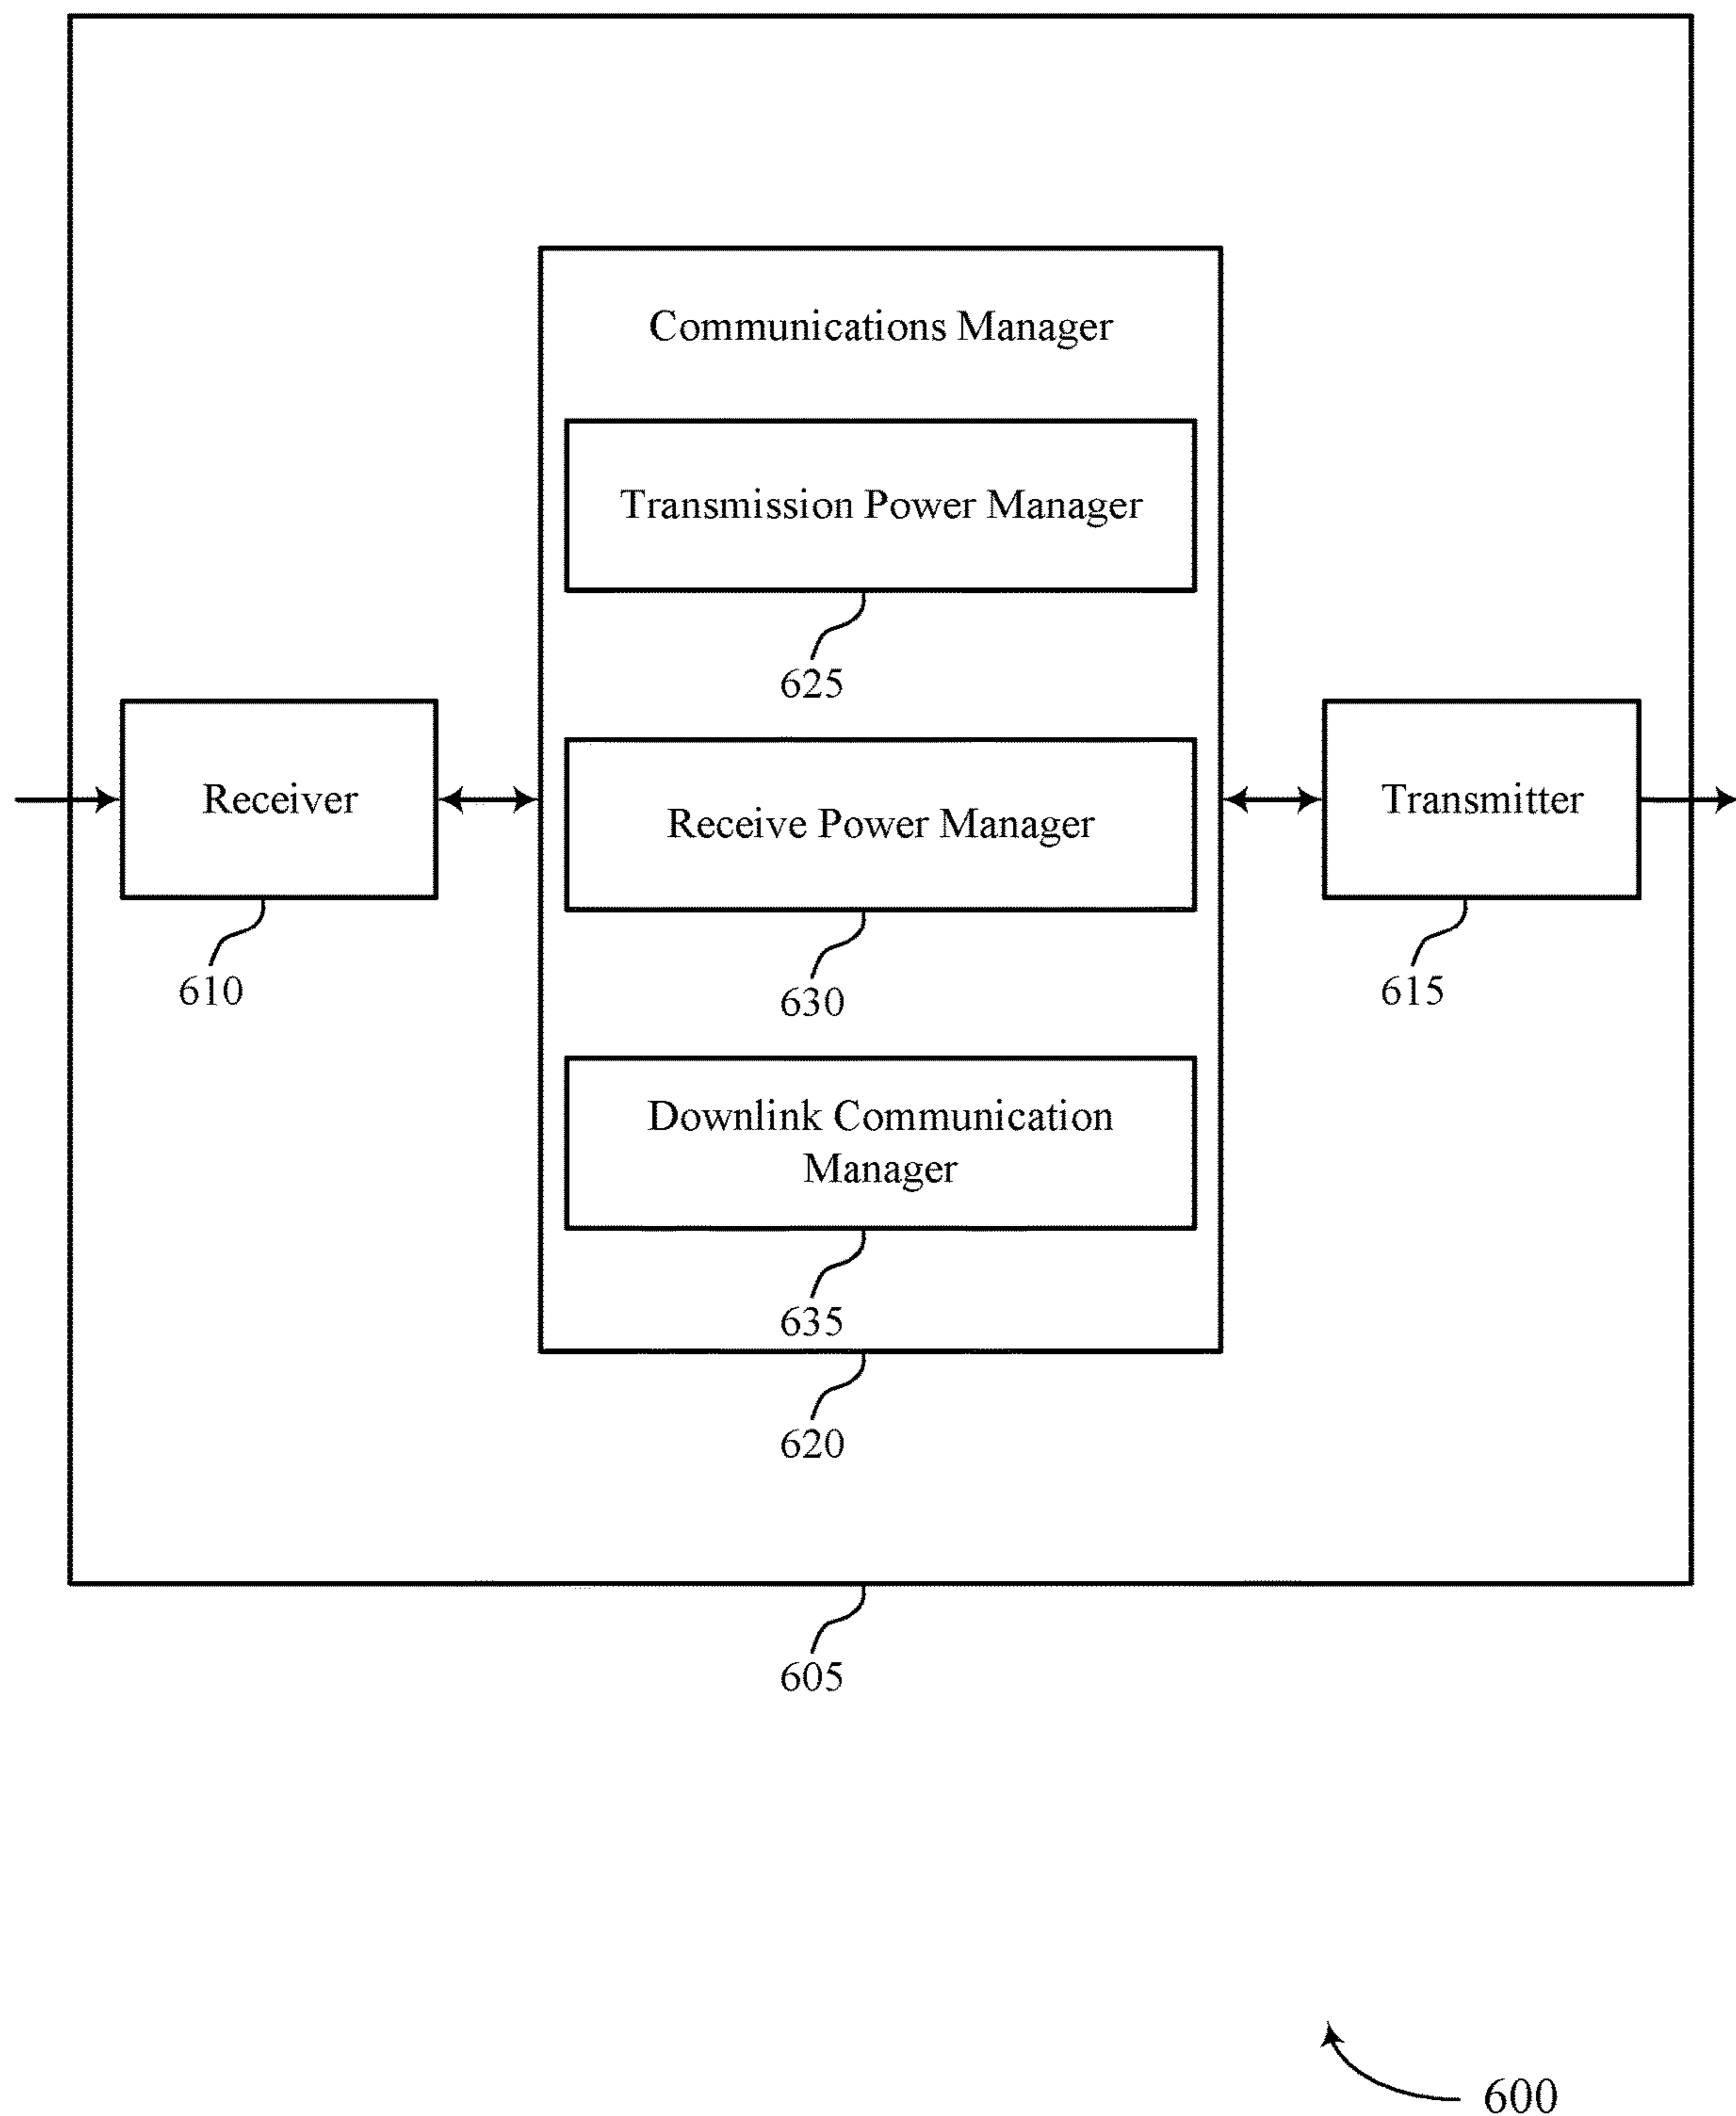 Communications Manager
Transmission Power Manager
625
Receiver
610
Receive Power Manager
630
Transmitter
615
Downlink Communication
Manager
635
620
605
600